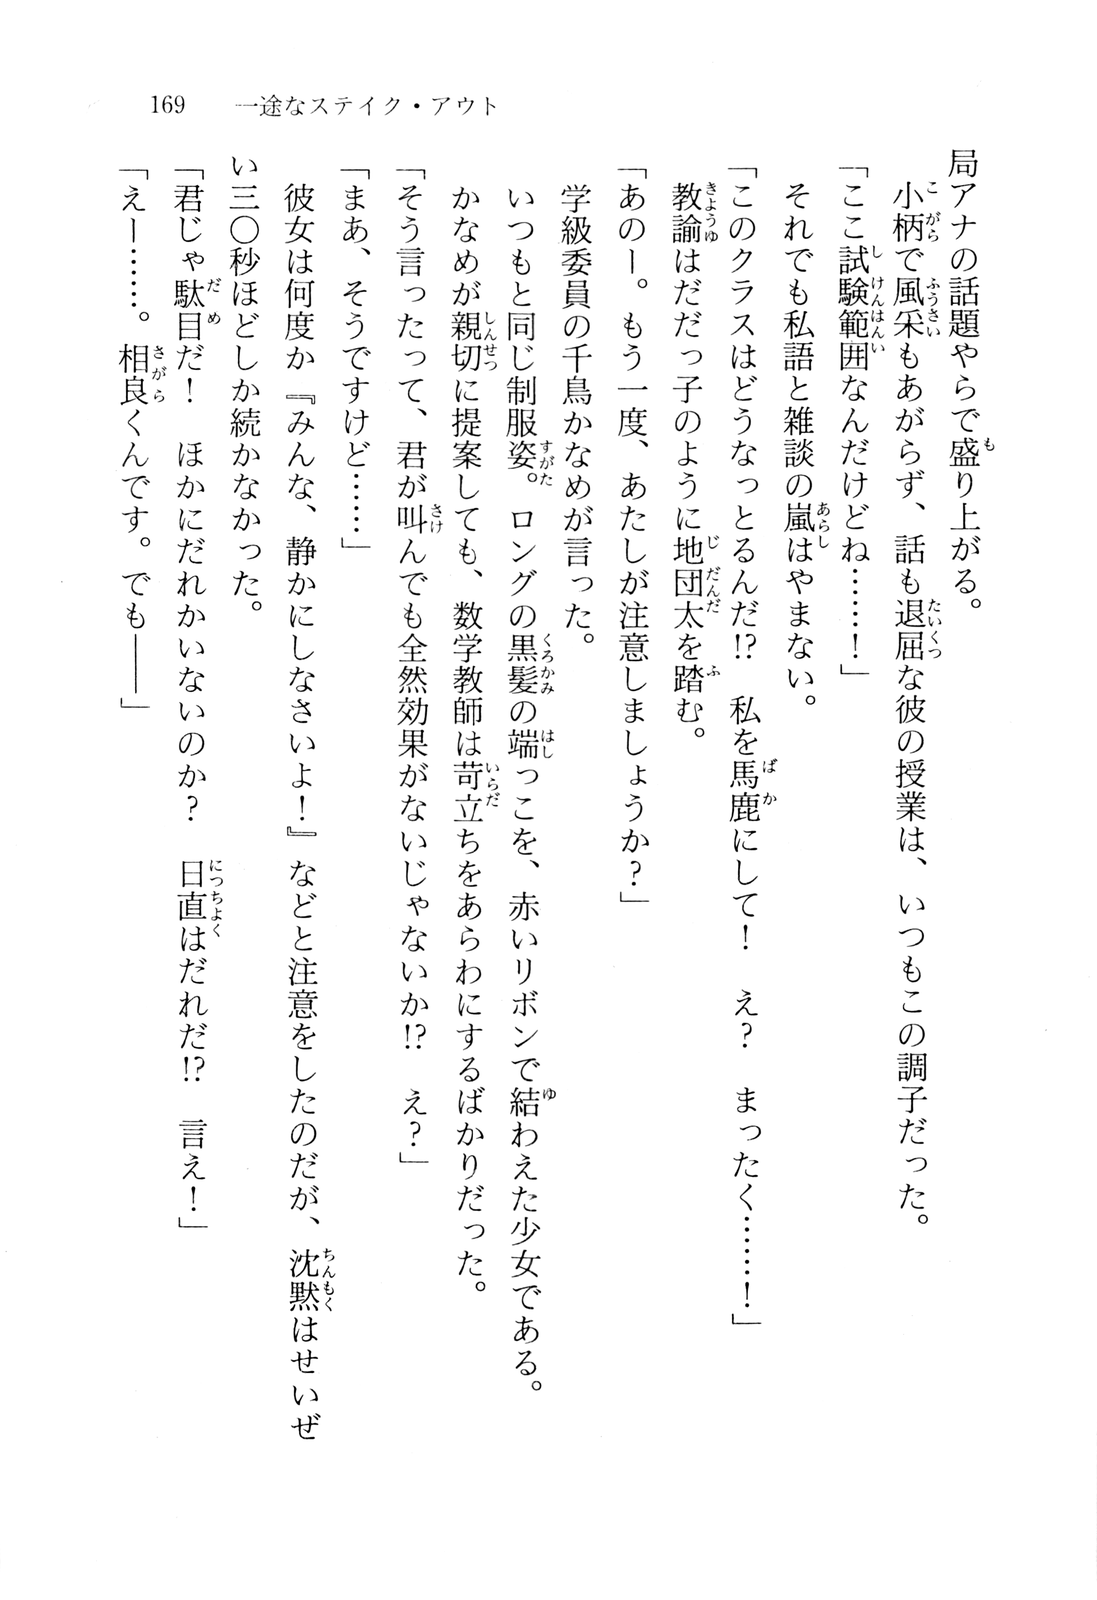 169　一途なステイク・アウト
局アナの話題やらで盛り上がる。
　小柄で風采もあがらず、話も退屈な彼の授業は、いつもこの調子だった。
「ここ試験範囲なんだけどね……！」
　それでも私語と雑談の嵐はやまない。
「このクラスはどうなっとるんだ!?　私を馬鹿にして！　え？　まったく……！」
　教諭はだだっ子のように地団太を踏む。
「あのー。もう一度、あたしが注意しましょうか？」
　学級委員の千鳥かなめが言った。
　いつもと同じ制服姿。ロングの黒髪の端っこを、赤いリボンで結わえた少女である。
　かなめが親切に提案しても、数学教師は苛立ちをあらわにするばかりだった。
「そう言ったって、君が叫んでも全然効果がないじゃないか!?　え？」
「まあ、そうですけど……」
　彼女は何度か『みんな、静かにしなさいよ！』などと注意をしたのだが、沈黙はせいぜ
い三〇秒ほどしか続かなかった。
「君じゃ駄目だ！　ほかにだれかいないのか？　日直はだれだ!?　言え！」
「えー……。相良くんです。でも――」